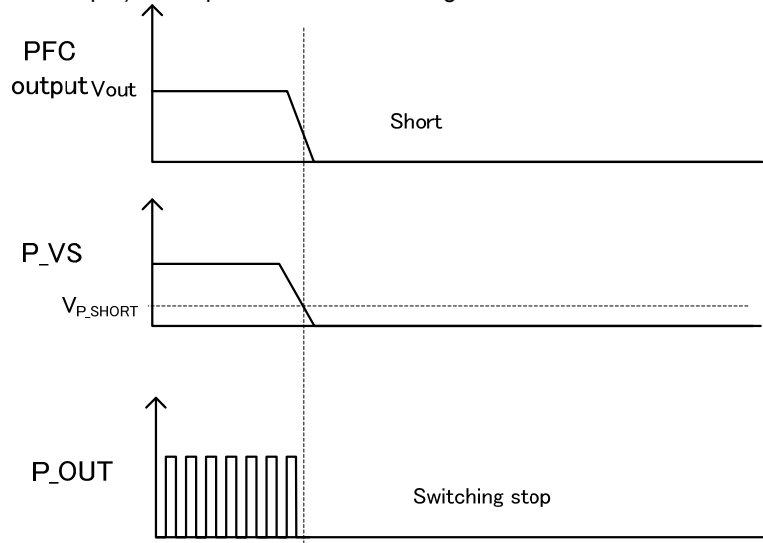 PFC
output Vout
Short
P_VS
VP_SHORT
P_OUT
Switching stop